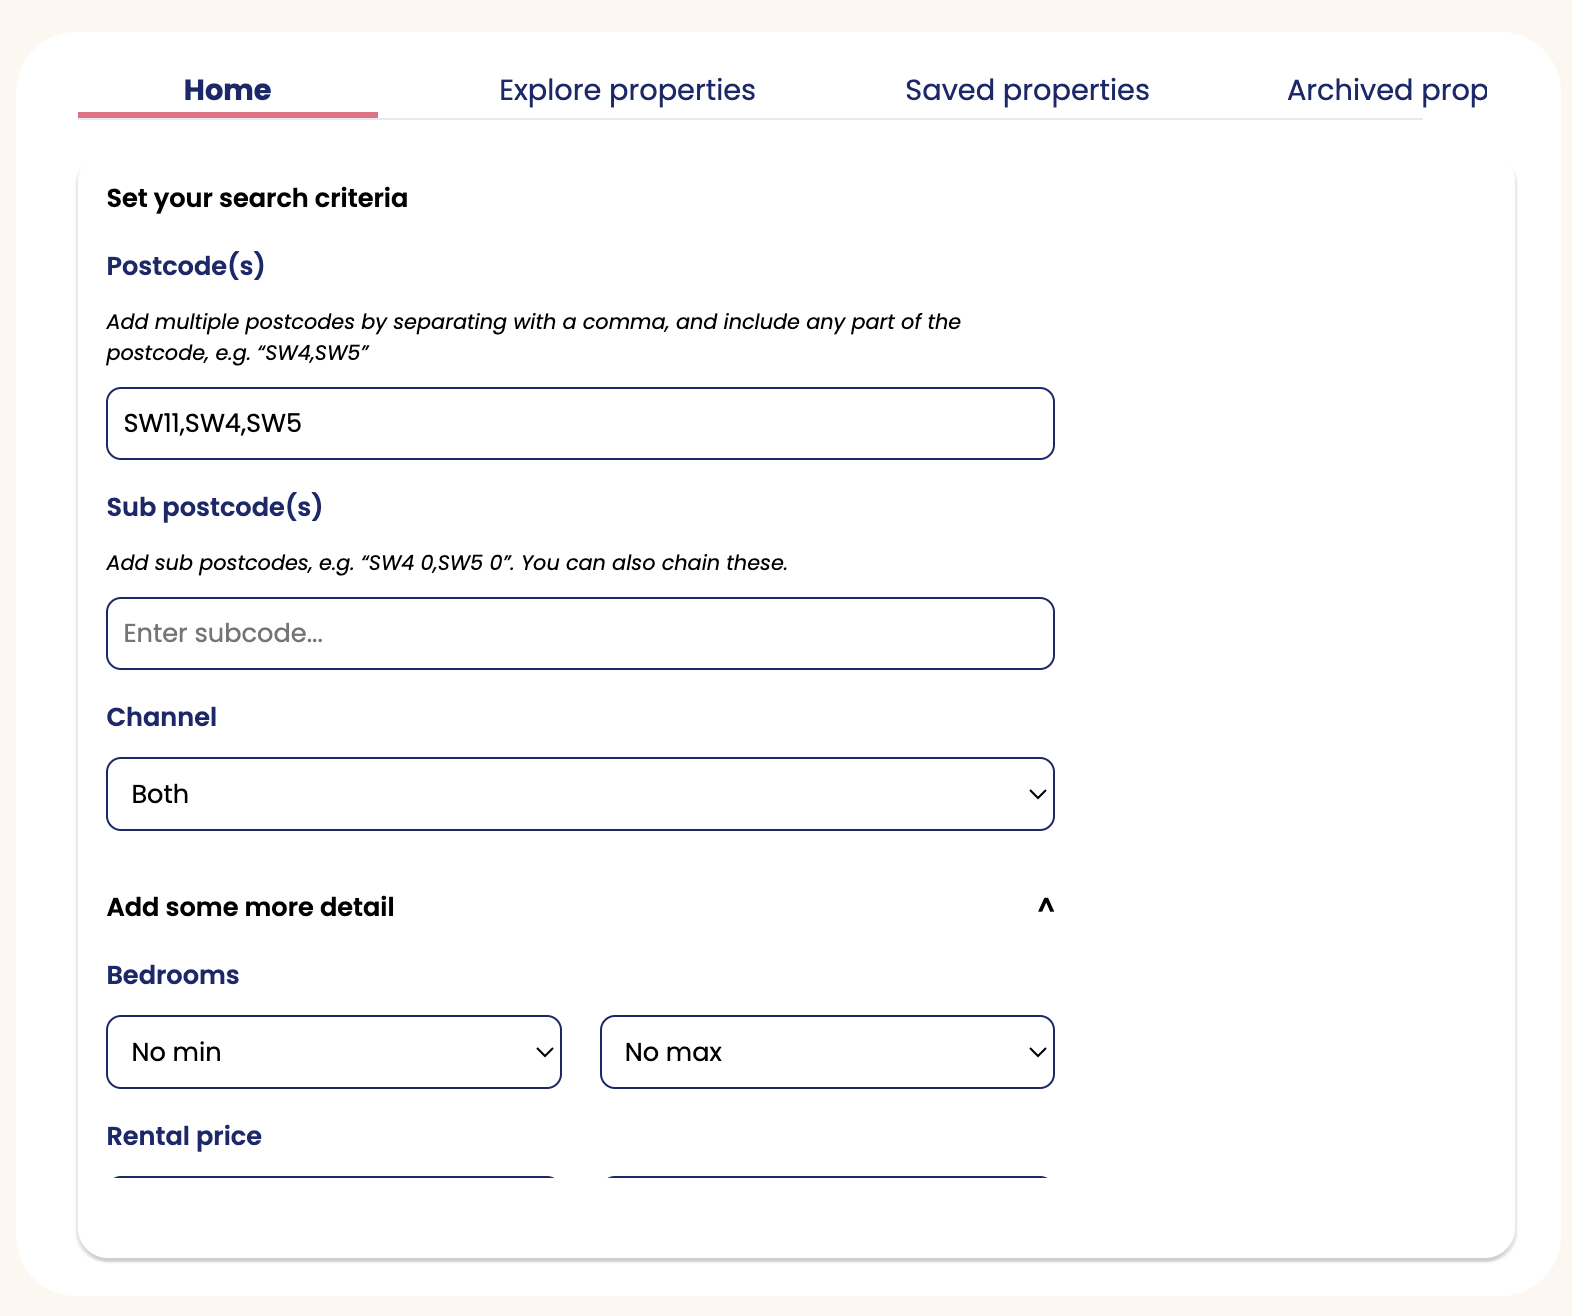 Home Explore properties Saved properties Archived prop
Set your search criteria
Postcode(s)
Add multiple postcodes by separating with a comma, and include any part of the
postcode, e.g. “SW4,SW5”
SW11,SW4,SW5
Sub postcode(s)
Add sub postcodes, e.g. “SW4 0,SW5 0”. You can also chain these.
Enter subcode...
Channel
Both
Add some more detail ^
Bedrooms
No min No max
Rental price